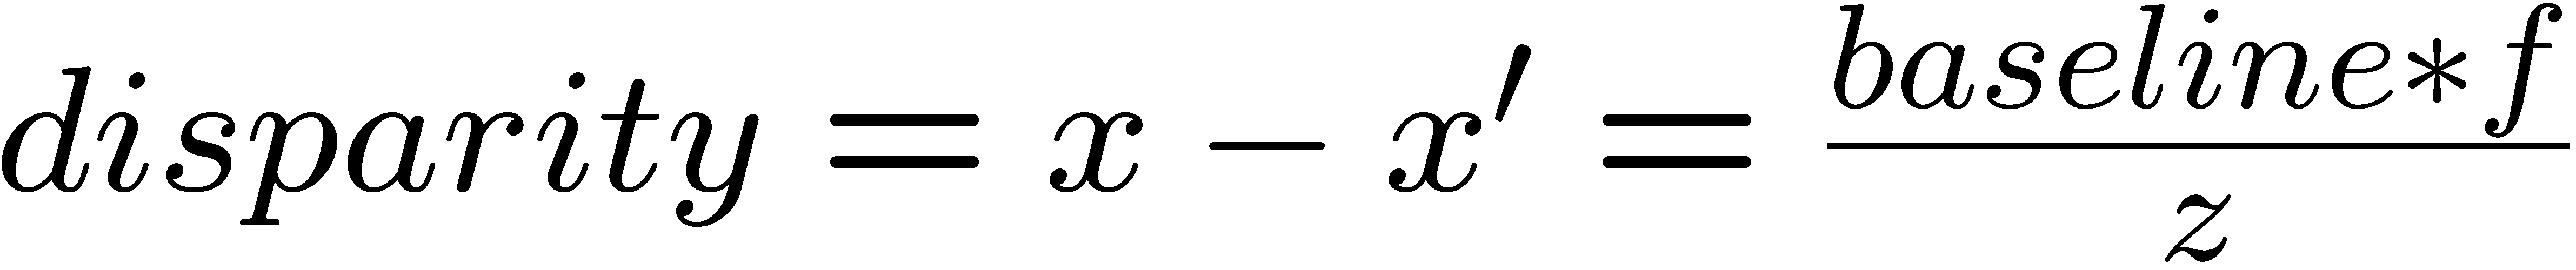 disparity = x − x′ = baseline∗f / z